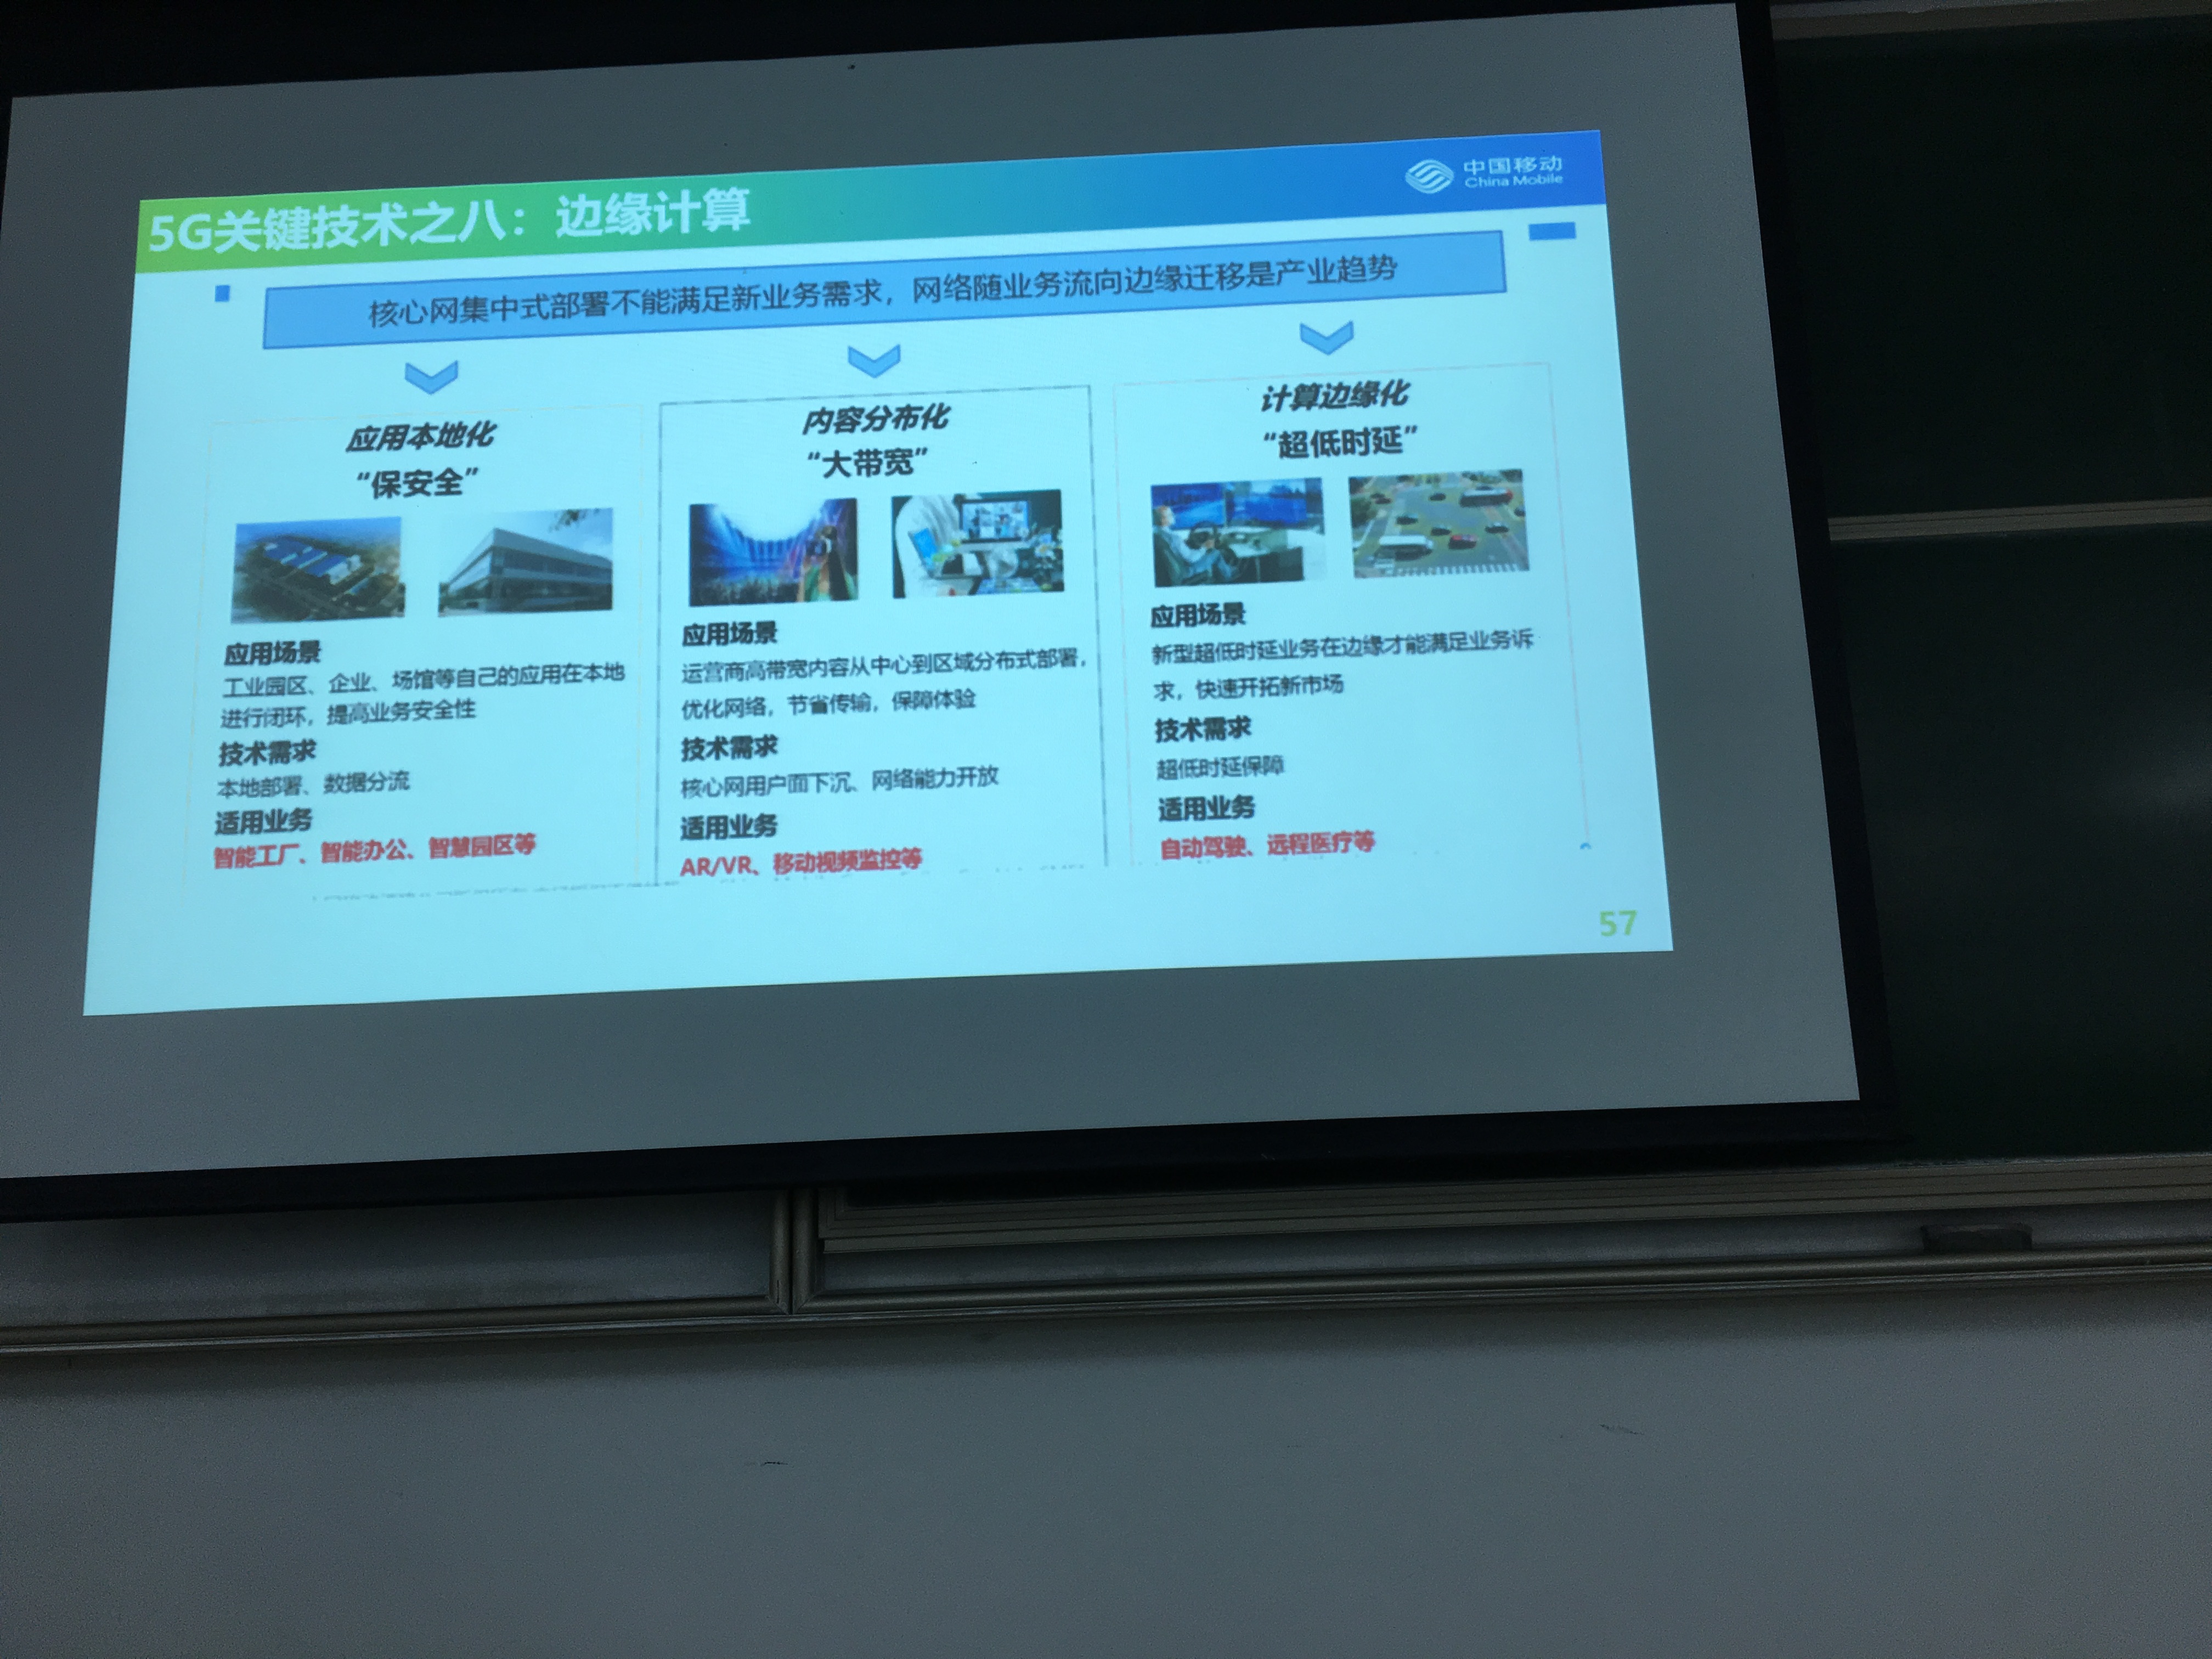 5G关键技术之八：边缘计算
中国移动
China Mobile
核心网集中式部署不能满足新业务需求，网络随业务流向边缘迁移是产业趋势
应用本地化
“保安全”
应用场景
工业园区、企业、场馆等自己的应用在本地
进行闭环，提高业务安全性
技术需求
本地部署、数据分流
适用业务
智能工厂、智能办公、智慧园区等
内容分布化
“大带宽”
应用场景
运营商高带宽内容从中心到区域分布式部署，
优化网络，节省传输，保障体验
技术需求
核心网用户面下沉、网络能力开放
适用业务
AR/VR、移动视频监控等
计算边缘化
“超低时延”
应用场景
新型超低时延业务在边缘才能满足业务诉
求，快速开拓新市场
技术需求
超低时延保障
适用业务
自动驾驶、远程医疗等
57